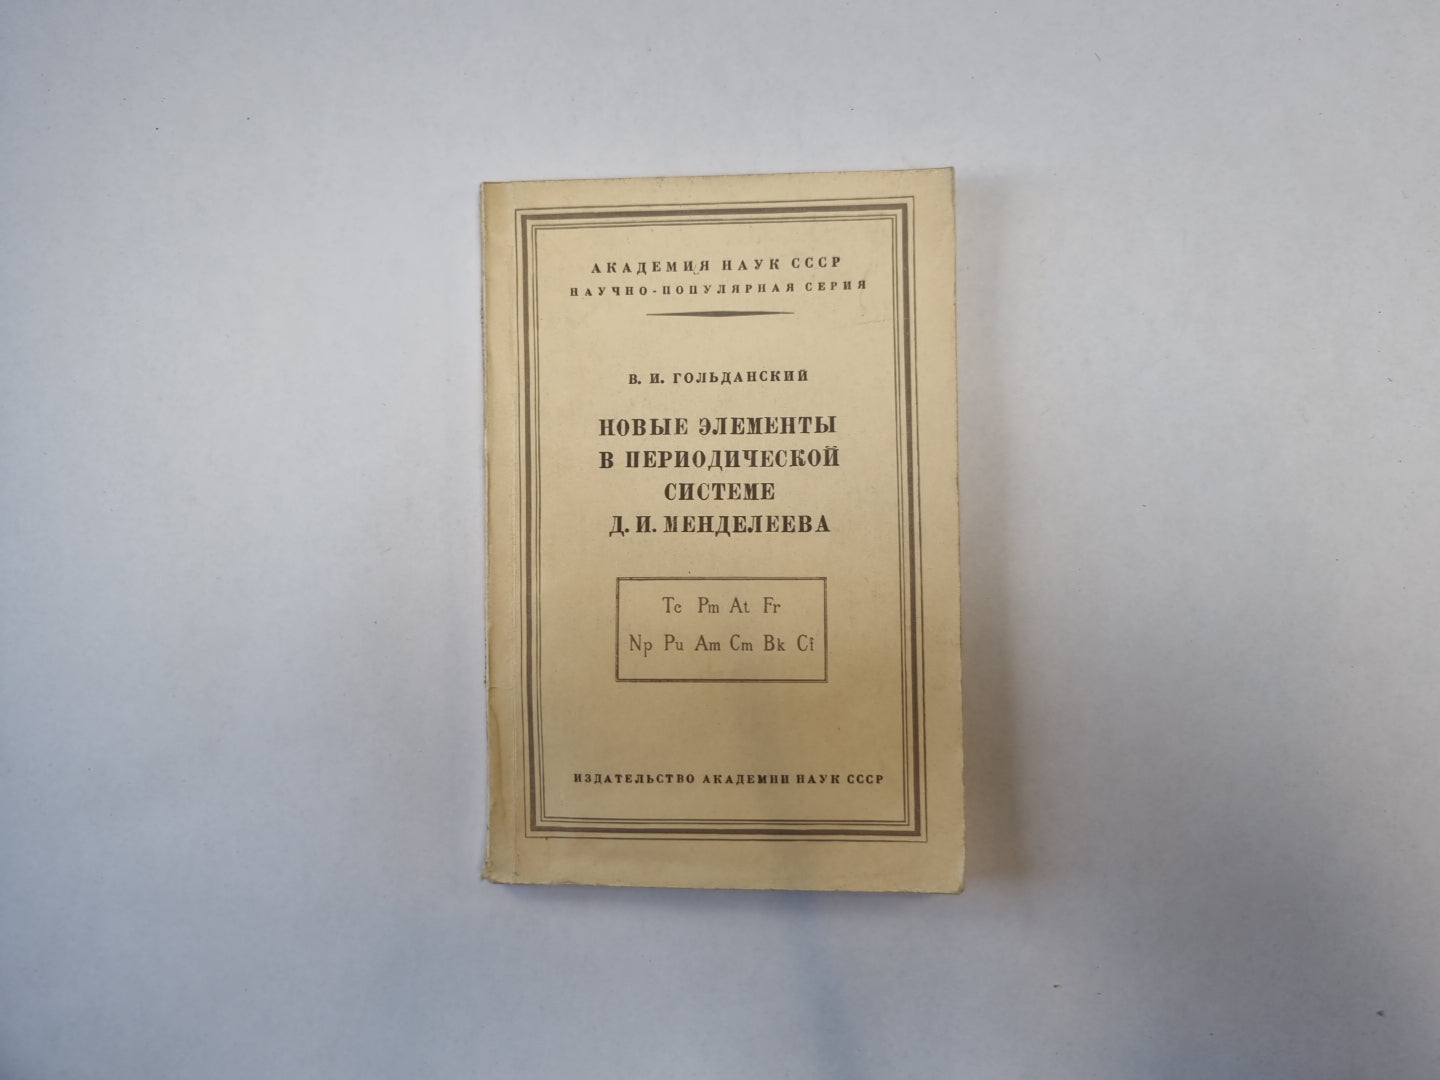 АКАДЕМИЯ НАУК СССР
НАУЧНО-ПОПУЛЯРНАЯ СЕРИЯ
В. И. ГОЛЬДАНСКИЙ
НОВЫЕ ЭЛЕМЕНТЫ
В ПЕРИОДИЧЕСКОЙ
СИСТЕМЕ
Д. И. МЕНДЕЛЕЕВА
Tc Pm At Fr
Np Pu Am Cm Bk Cf
ИЗДАТЕЛЬСТВО АКАДЕМИИ НАУК СССР